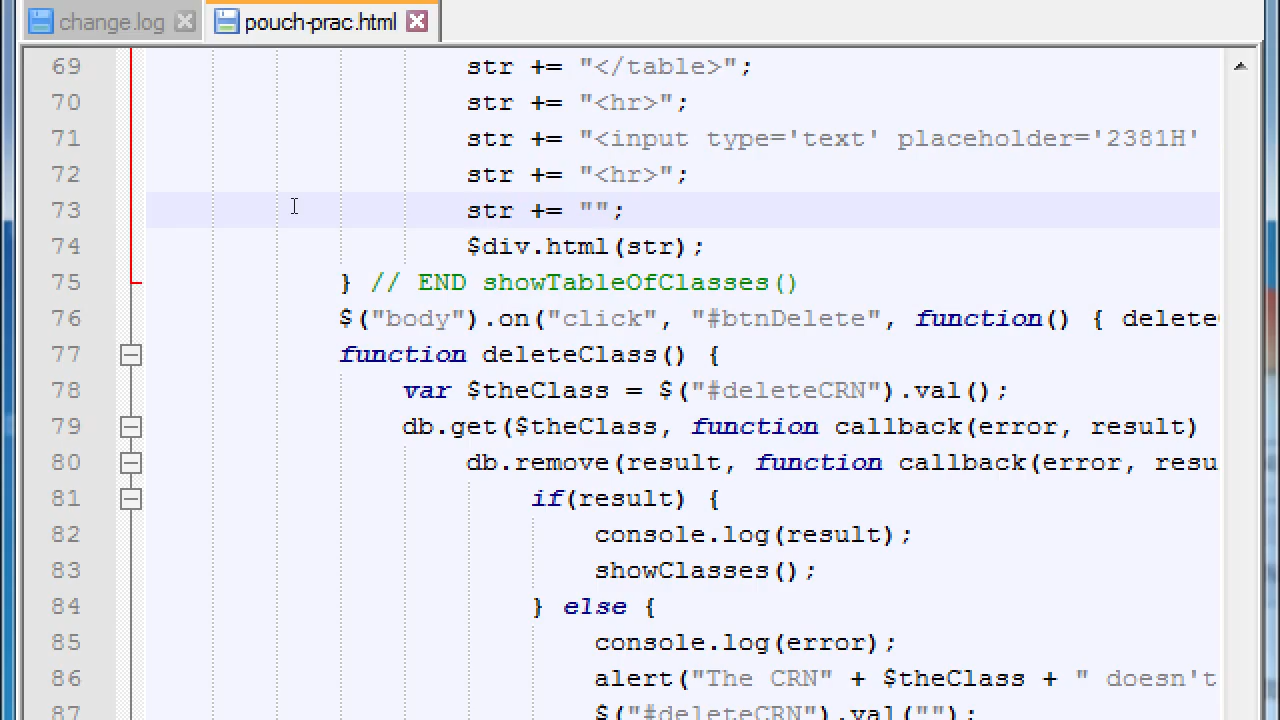 change.log pouch-prac.html
69 str += "</table>";
70 str += "<hr>";
71 str += "<input type='text' placeholder='2381H'
72 str += "<hr>";
73 str += "";
74 $div.html(str);
75 } // END showTableOfClasses()
76 $("body").on("click", "#btnDelete", function() { delete
77 function deleteClass() {
78 var $theClass = $("#deleteCRN").val();
79 db.get($theClass, function callback(error, result)
80 db.remove(result, function callback(error, resu
81 if(result) {
82 console.log(result);
83 showClasses();
84 } else {
85 console.log(error);
86 alert("The CRN" + $theClass + " doesn't
87 $("#deleteCRN").val("");